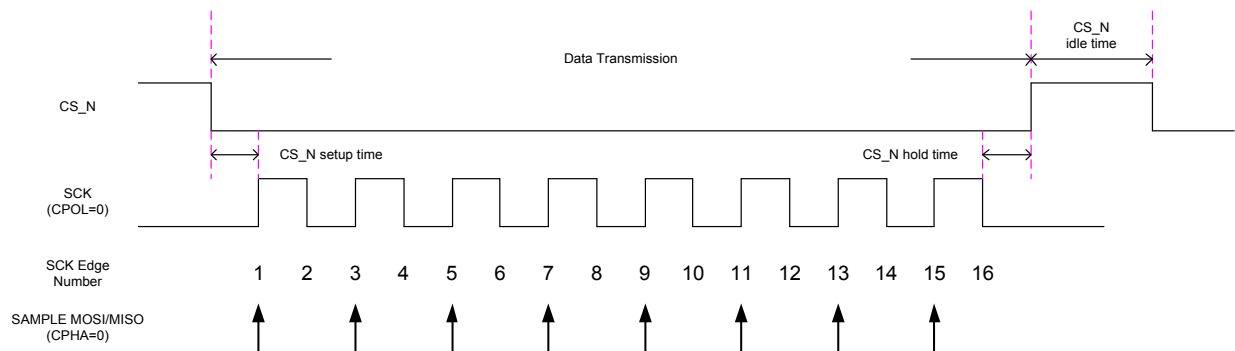 CS_N
idle time
Data Transmission
CS_N
CS_N setup time
CS_N hold time
SCK
(CPOL=0)
SCK Edge
Number
1 2 3 4 5 6 7 8 9 10 11 12 13 14 15 16
SAMPLE MOSI/MISO
(CPHA=0)